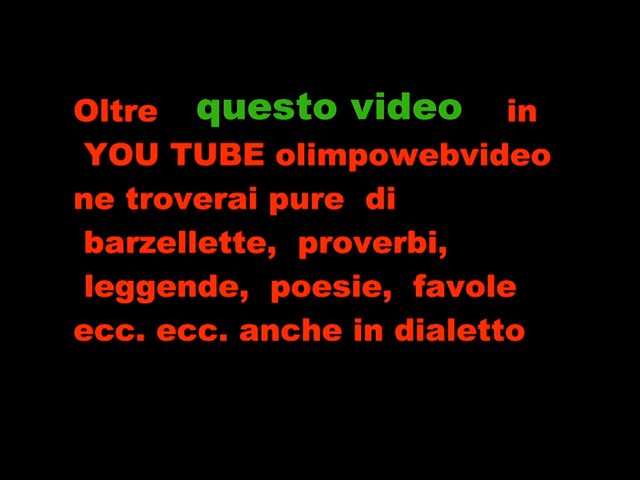 Oltre questo video in
YOU TUBE olimpowebvideo
ne troverai pure di
barzellette, proverbi,
leggende, poesie, favole
ecc. ecc. anche in dialetto